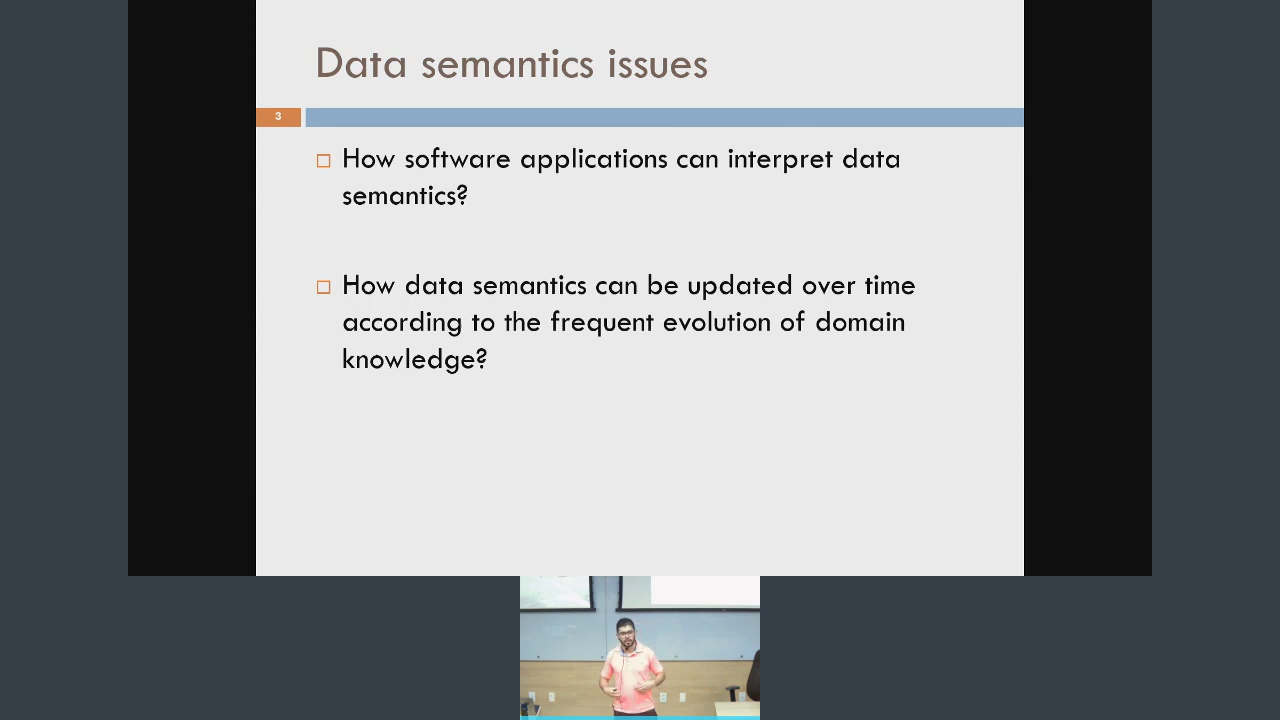 Data semantics issues
3
How software applications can interpret data
semantics?
How data semantics can be updated over time
according to the frequent evolution of domain
knowledge?